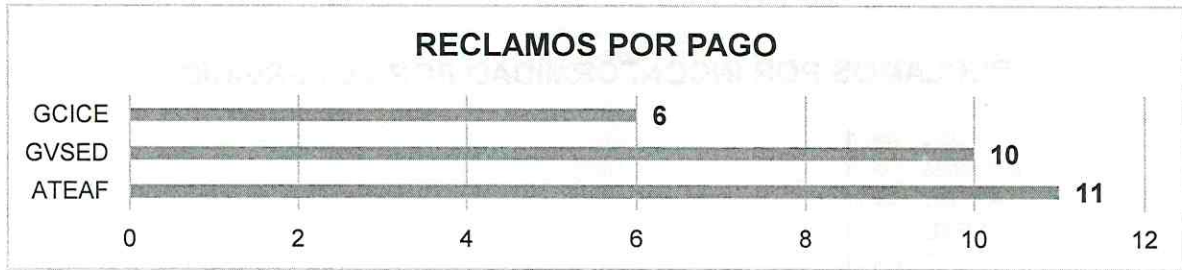 RECLAMOS POR PAGO
GCICE 6
GVSED 10
ATEAF 11
0 2 4 6 8 10 12